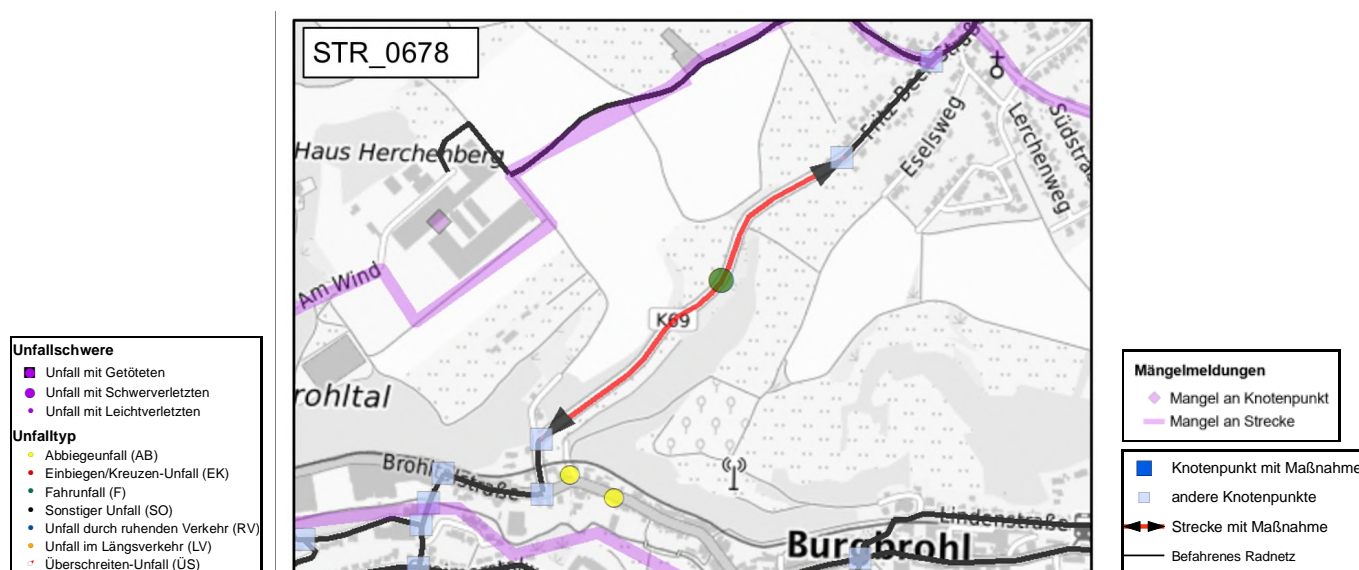 STR_0678
Haus Herchenberg
Am Wind
rohltal
K69
Eselsweg
Lerchenweg
Lindenstraße
Burgbrohl
Unfallschwere
Unfall mit Getöteten
Unfall mit Schwerverletzten
Unfall mit Leichtverletzten
Unfalltyp
Abbiegeunfall (AB)
Einbiegen/Kreuzen-Unfall (EK)
Fahrunfall (F)
Sonstiger Unfall (SO)
Unfall durch ruhenden Verkehr (RV)
Unfall im Längsverkehr (LV)
Überschreiten-Unfall (ÜS)
Mängelmeldungen
Mangel an Knotenpunkt
Mangel an Strecke
Knotenpunkt mit Maßnahme
andere Knotenpunkte
Strecke mit Maßnahme
Befahrenes Radnetz